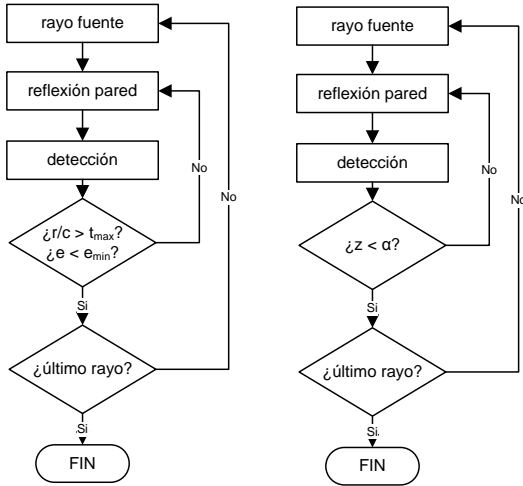 rayo fuente
reflexión pared
detección
No
No
¿r/c > tmax?
¿e < emin?
Si
¿último rayo?
Si
FIN
rayo fuente
reflexión pared
detección
No
No
¿z < α?
Si
¿último rayo?
Si
FIN